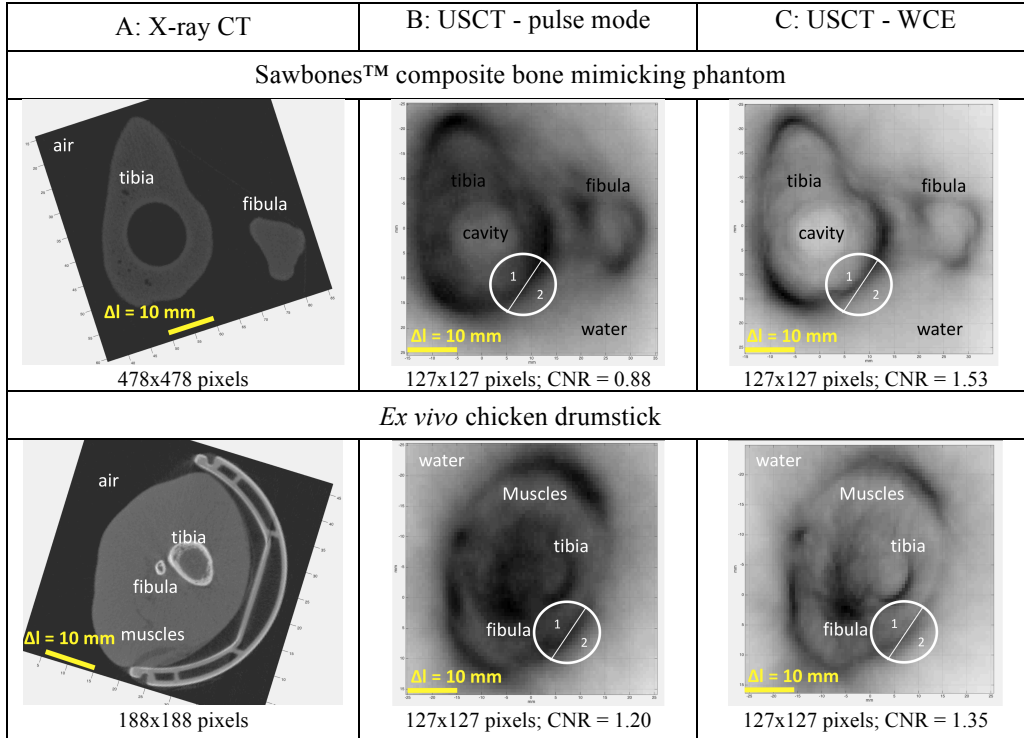 A: X-ray CT
B: USCT - pulse mode
C: USCT - WCE
Sawbones™ composite bone mimicking phantom
air
tibia
fibula
Δl = 10 mm
478x478 pixels
tibia
fibula
cavity
1
2
water
Δl = 10 mm
127x127 pixels; CNR = 0.88
tibia
fibula
cavity
1
2
water
Δl = 10 mm
127x127 pixels; CNR = 1.53
Ex vivo chicken drumstick
air
tibia
fibula
muscles
Δl = 10 mm
188x188 pixels
water
Muscles
tibia
fibula
1
2
Δl = 10 mm
127x127 pixels; CNR = 1.20
water
Muscles
tibia
fibula
1
2
Δl = 10 mm
127x127 pixels; CNR = 1.35